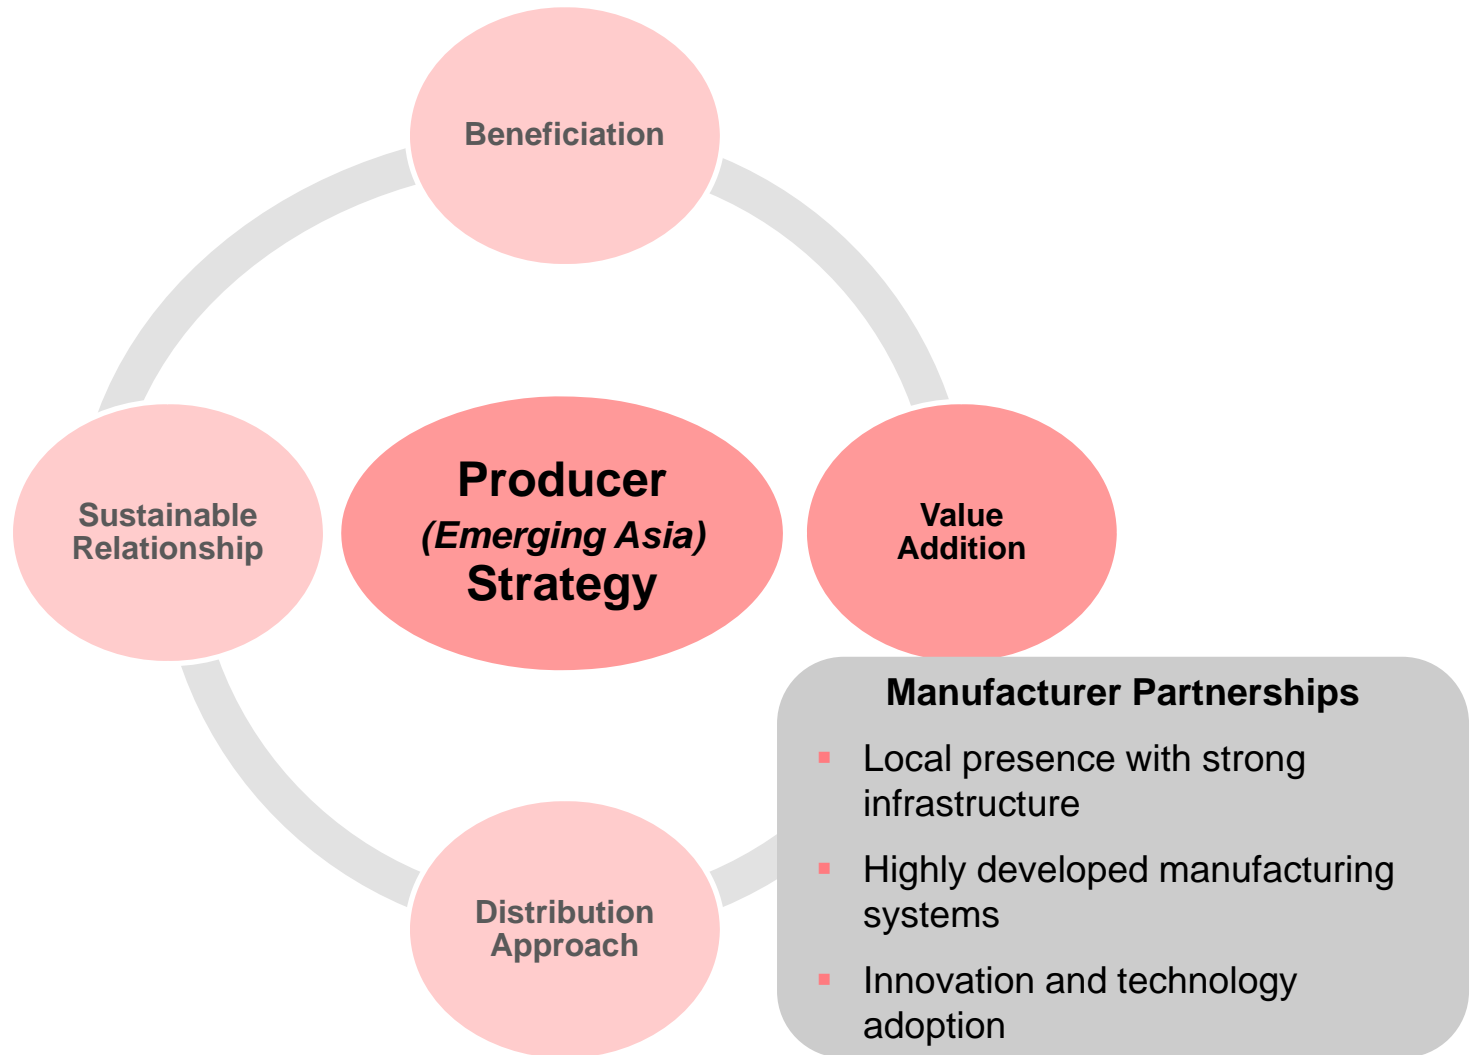 Beneficiation
Sustainable
Relationship
Producer
(Emerging Asia)
Strategy
Value
Addition
Distribution
Approach
Manufacturer Partnerships
▪ Local presence with strong
infrastructure
▪ Highly developed manufacturing
systems
▪ Innovation and technology
adoption